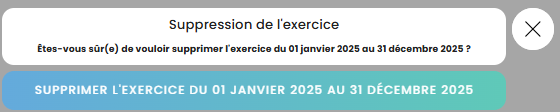 Suppression de l'exercice
Êtes-vous sûr(e) de vouloir supprimer l'exercice du 01 janvier 2025 au 31 décembre 2025 ?
SUPPRIMER L'EXERCICE DU 01 JANVIER 2025 AU 31 DÉCEMBRE 2025